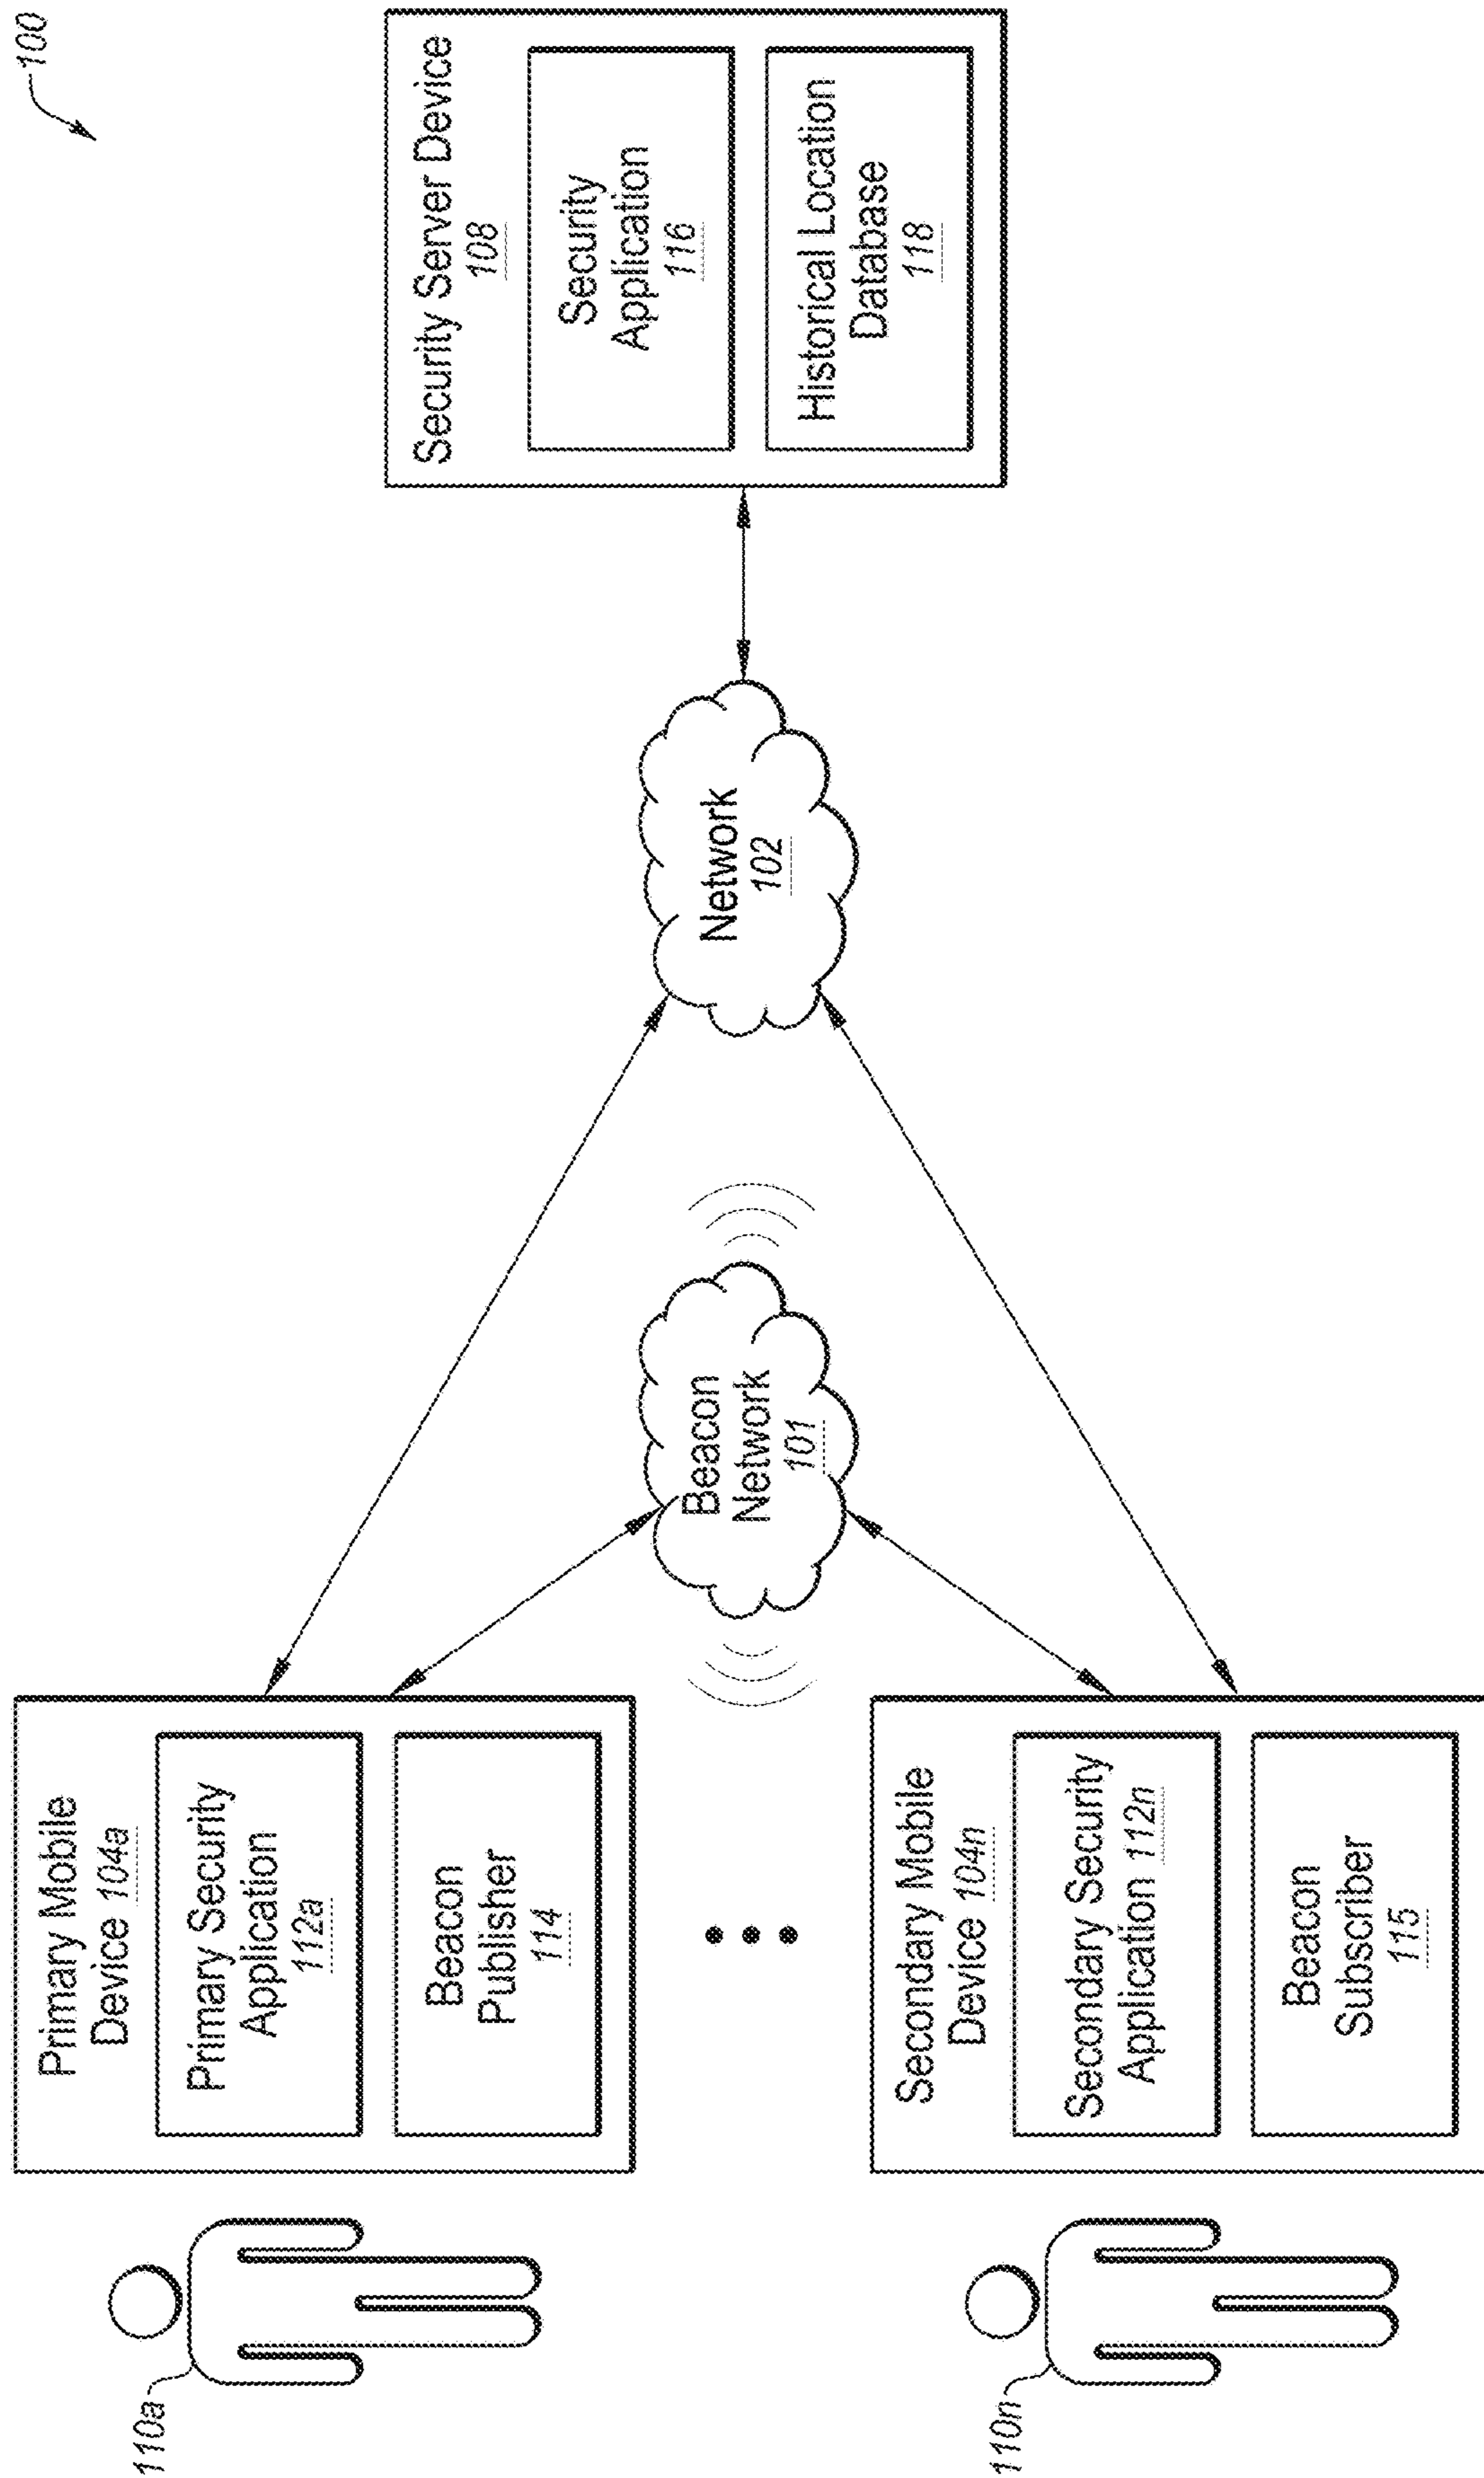 100
110a
Primary Mobile
Device 104a
Primary Security
Application
112a
Beacon
Publisher
114
110n
Secondary Mobile
Device 104n
Secondary Security
Application 112n
Beacon
Subscriber
115
Beacon
Network
101
Network
102
Security Server Device
108
Security
Application
116
Historical Location
Database
118